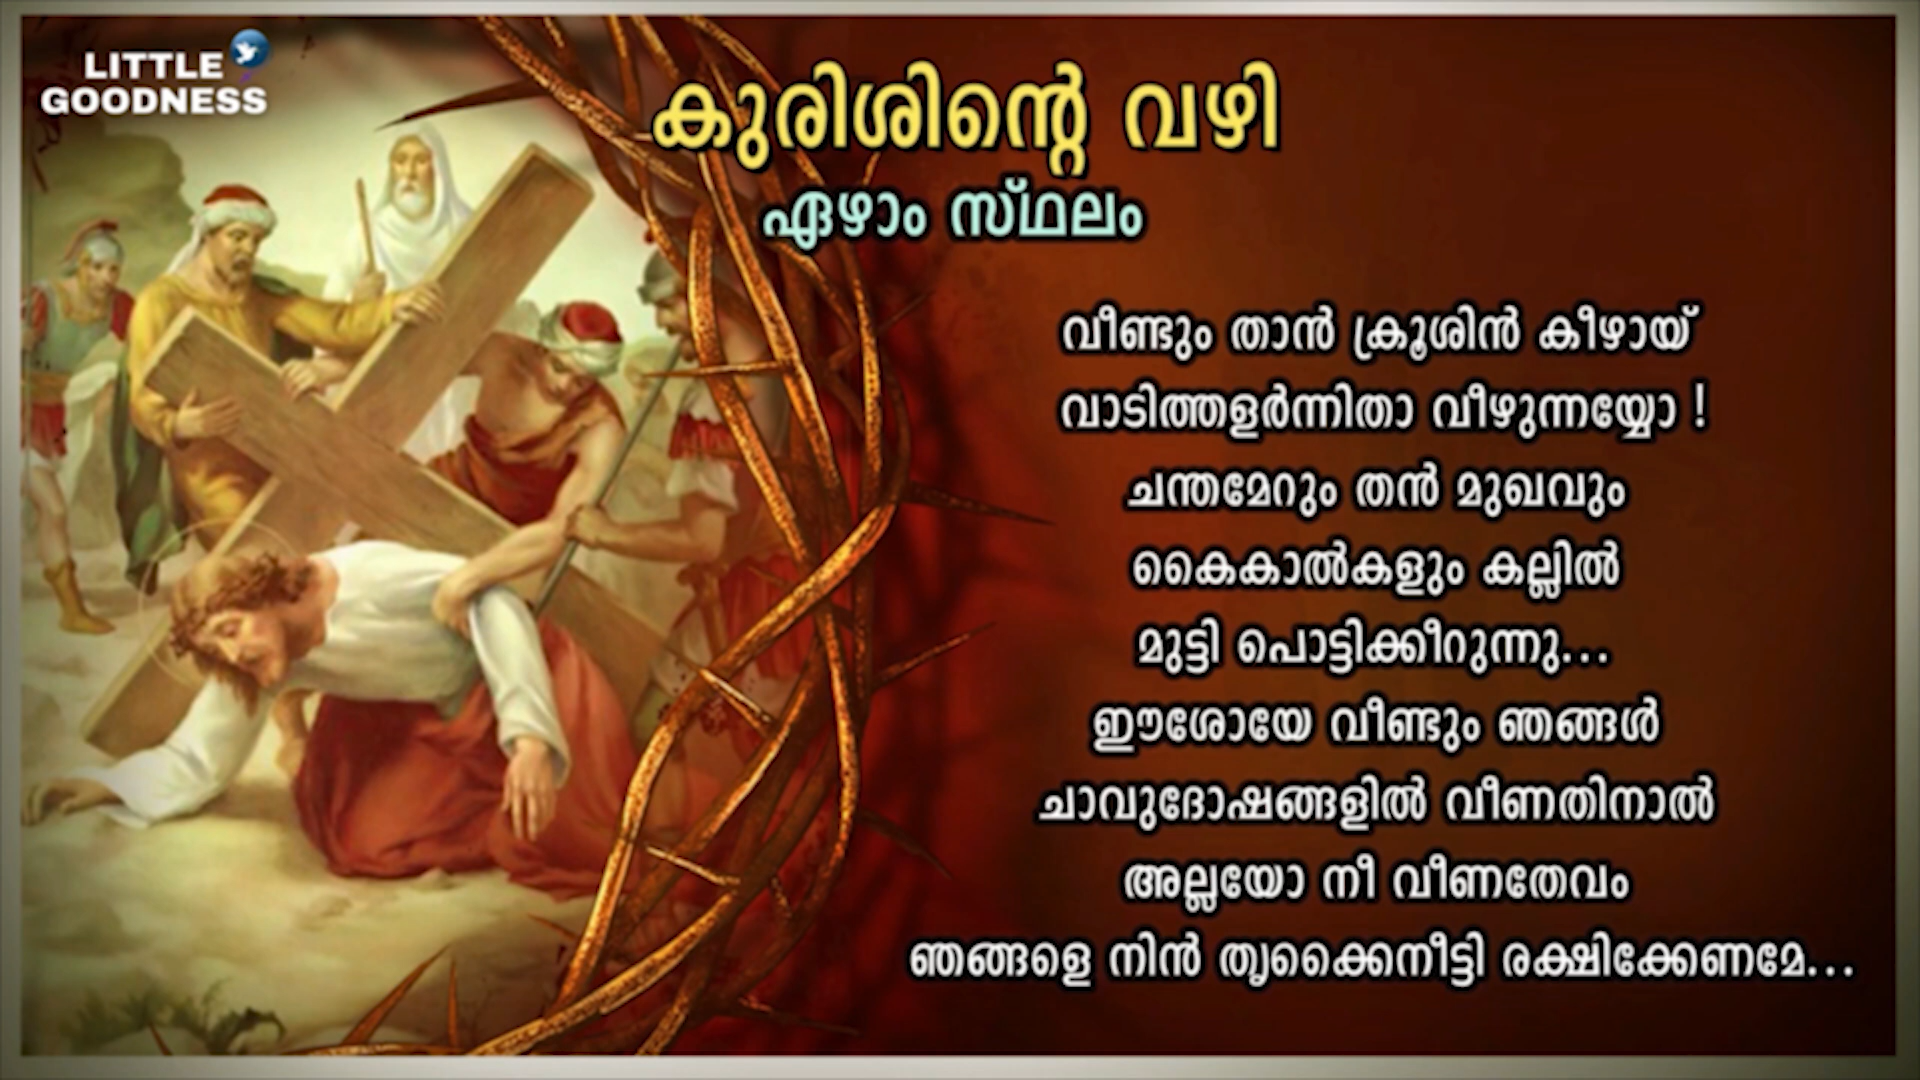 LITTLE
GOODNESS
കുരിശിന്റെ വഴി
ഏഴാം സ്ഥലം
വീണ്ടും താൻ ക്രൂശിൻ കീഴായ്
വാടിത്തളർന്നിതാ വീഴുന്നയ്യോ !
ചന്തമേറും തൻ മുഖവും
കൈകാൽകളും കല്ലിൽ
മുട്ടി പൊട്ടിക്കീറുന്നു...
ഈശോയേ വീണ്ടും ഞങ്ങൾ
ചാവുദോഷങ്ങളിൽ വീണതിനാൽ
അല്ലയോ നീ വീണതേവം
ഞങ്ങളെ നിൻ തൃക്കൈനീട്ടി രക്ഷിക്കേണമേ...